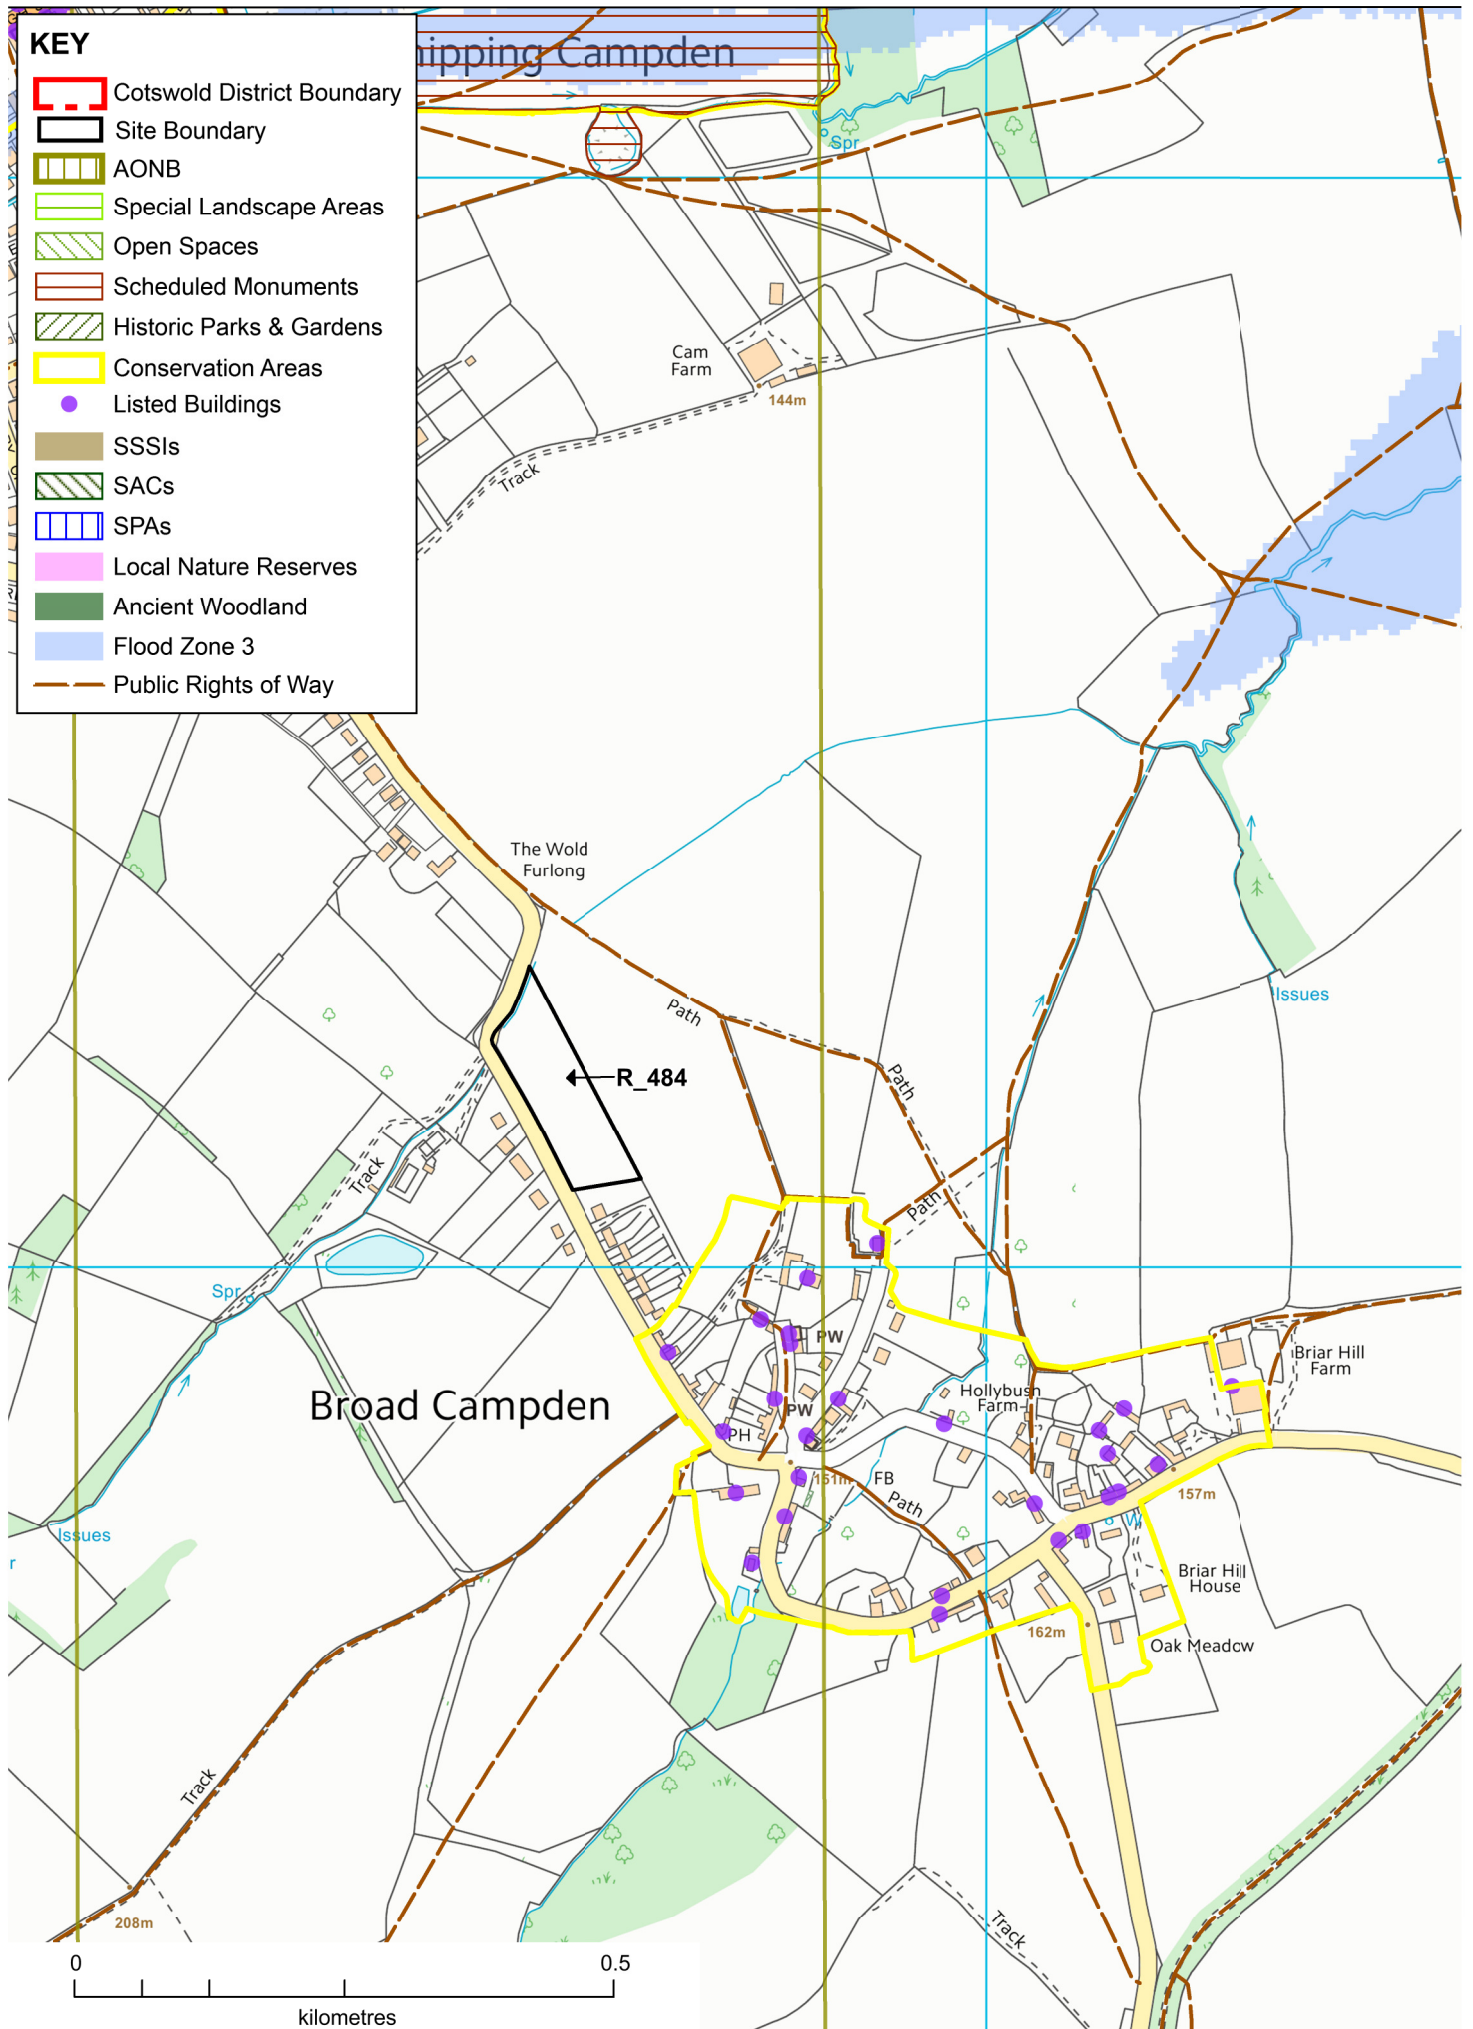 KEY
Cotswold District Boundary
Site Boundary
AONB
Special Landscape Areas
Open Spaces
Scheduled Monuments
Historic Parks & Gardens
Conservation Areas
Listed Buildings
SSSIs
SACs
SPAs
Local Nature Reserves
Ancient Woodland
Flood Zone 3
Public Rights of Way
hipping Campden
Spr
Cam
Farm
144m
Track
The Wold
Furlong
Path
Issues
R_484
Path
Track
Path
Spr
PW
Briar Hill
Farm
Broad Campden
Hollybush
Farm
PW
PH
151m
FB
Path
157m
W
Issues
r
Briar Hill
House
162m
Oak Meadow
Track
208m
Track
0
0.5
kilometres